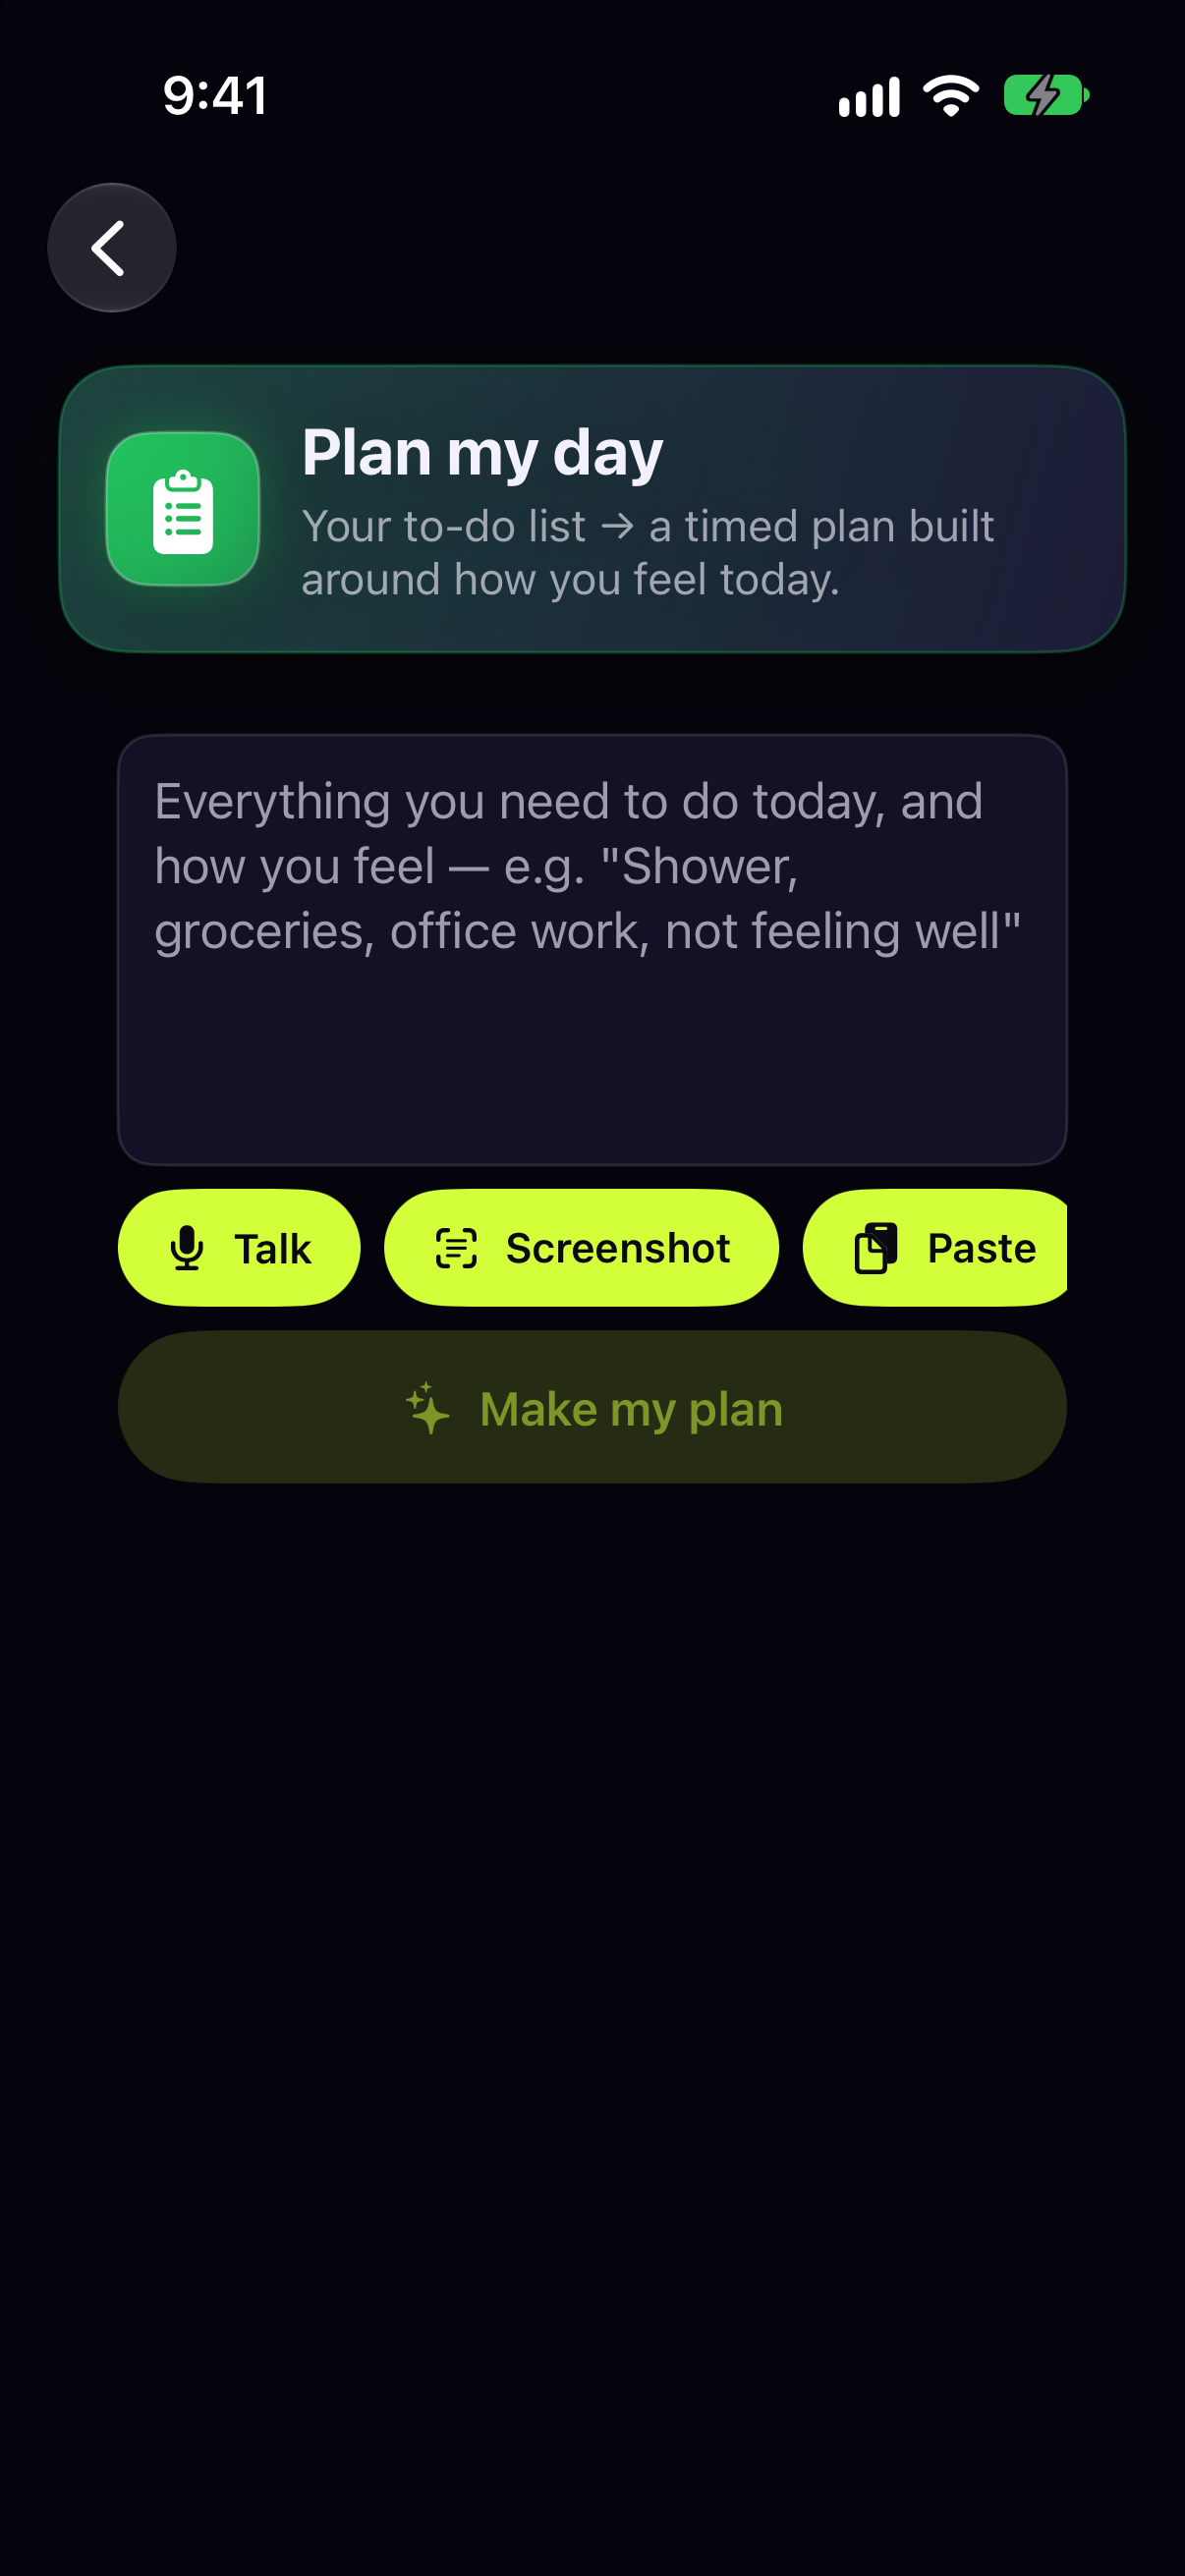 9:41
Plan my day
Your to-do list → a timed plan built
around how you feel today.
Everything you need to do today, and
how you feel — e.g. "Shower,
groceries, office work, not feeling well"
Talk
Screenshot
Paste
Make my plan